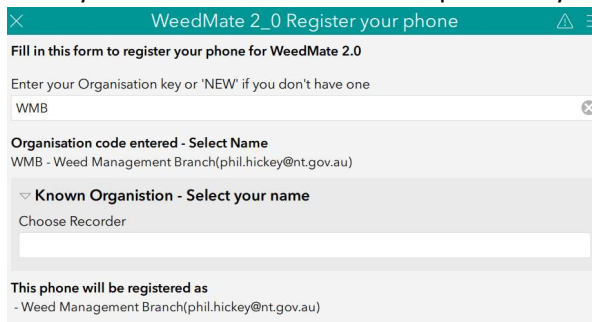 WeedMate 2_0 Register your phone
Fill in this form to register your phone for WeedMate 2.0
Enter your Organisation key or 'NEW' if you don't have one
WMB
Organisation code entered - Select Name
WMB - Weed Management Branch(phil.hickey@nt.gov.au)
Known Organistion - Select your name
Choose Recorder
This phone will be registered as
- Weed Management Branch(phil.hickey@nt.gov.au)